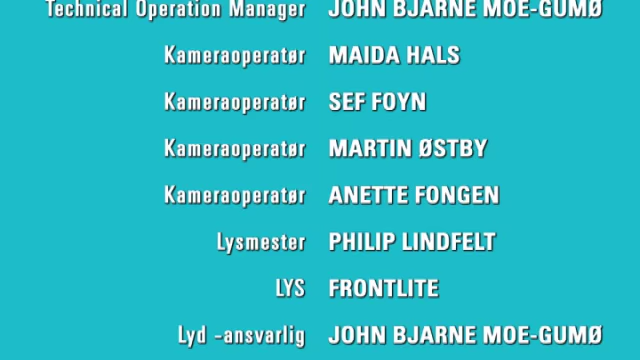 Technical Operation Manager JOHN BJARNE MOE-GUMØ
Kameraoperatør MAIDA HALS
Kameraoperatør SEF FOYN
Kameraoperatør MARTIN ØSTBY
Kameraoperatør ANETTE FONGEN
Lysmester PHILIP LINDFELT
LYS FRONTLITE
Lyd -ansvarlig JOHN BJARNE MOE-GUMØ